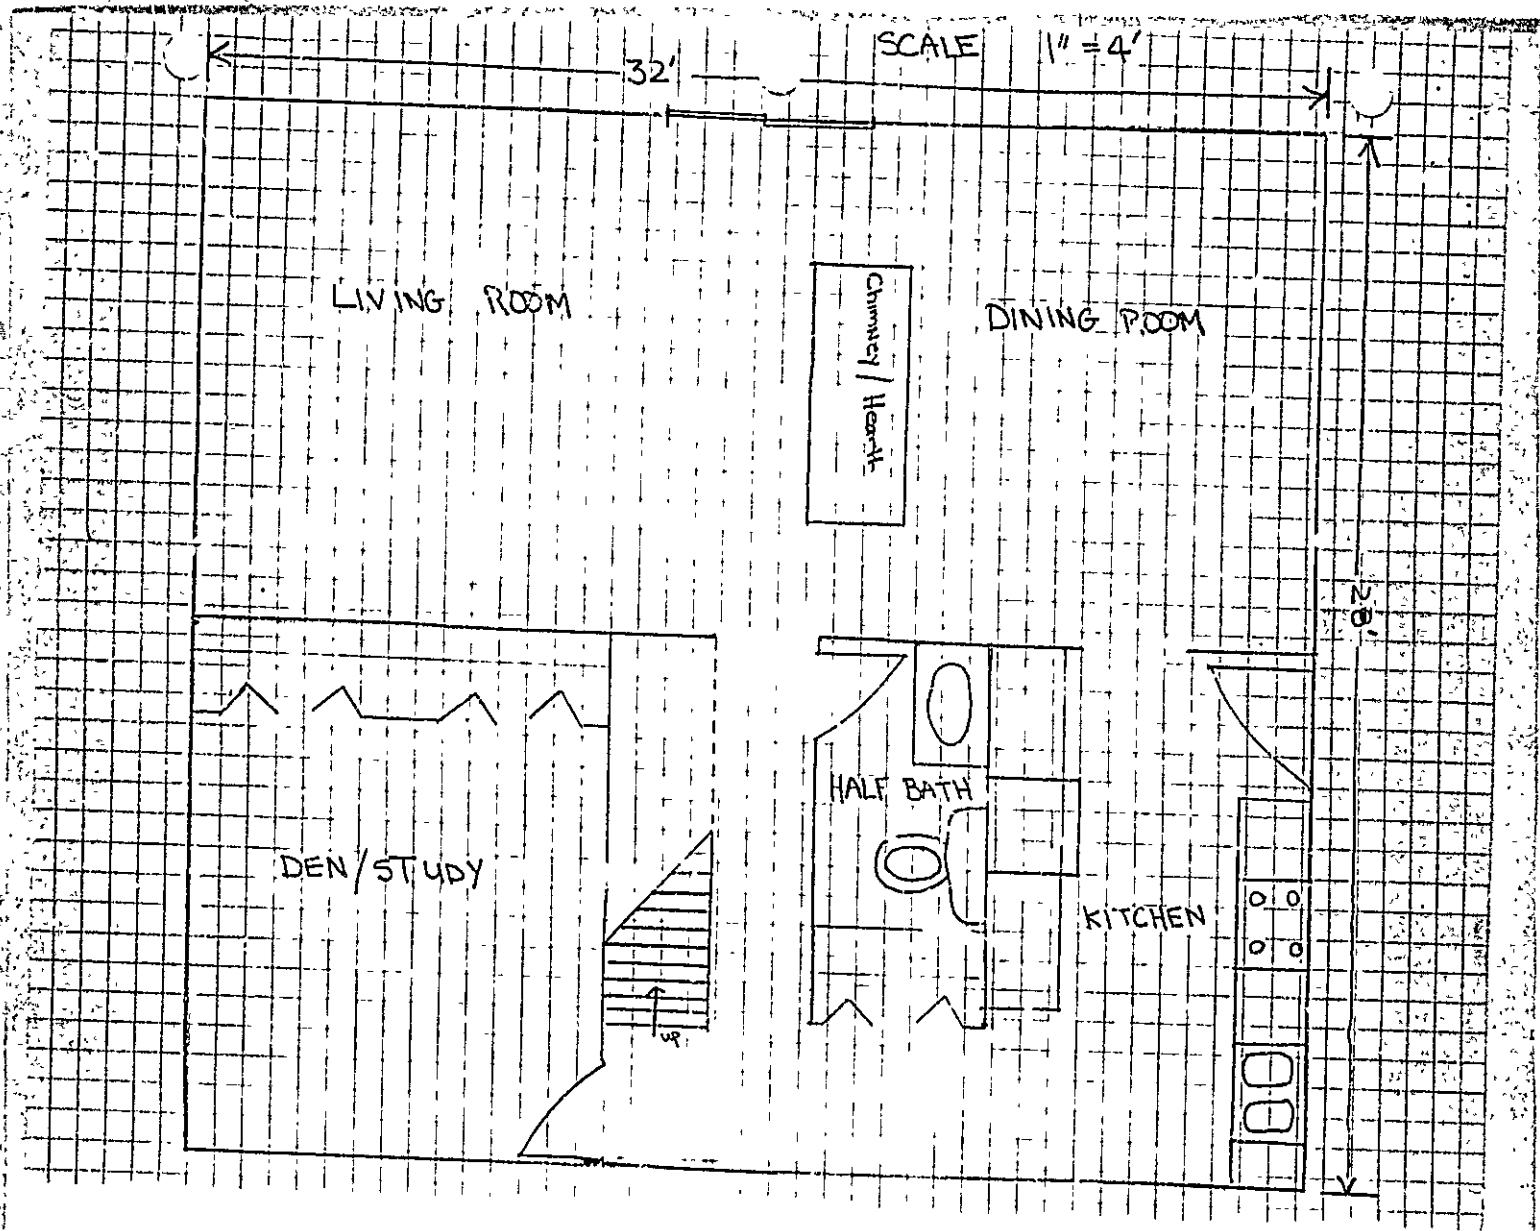 SCALE 1" = 4'
32'
LIVING ROOM
Chimney / Hearth
DINING ROOM
28'
HALF BATH
DEN/STUDY
KITCHEN
UP